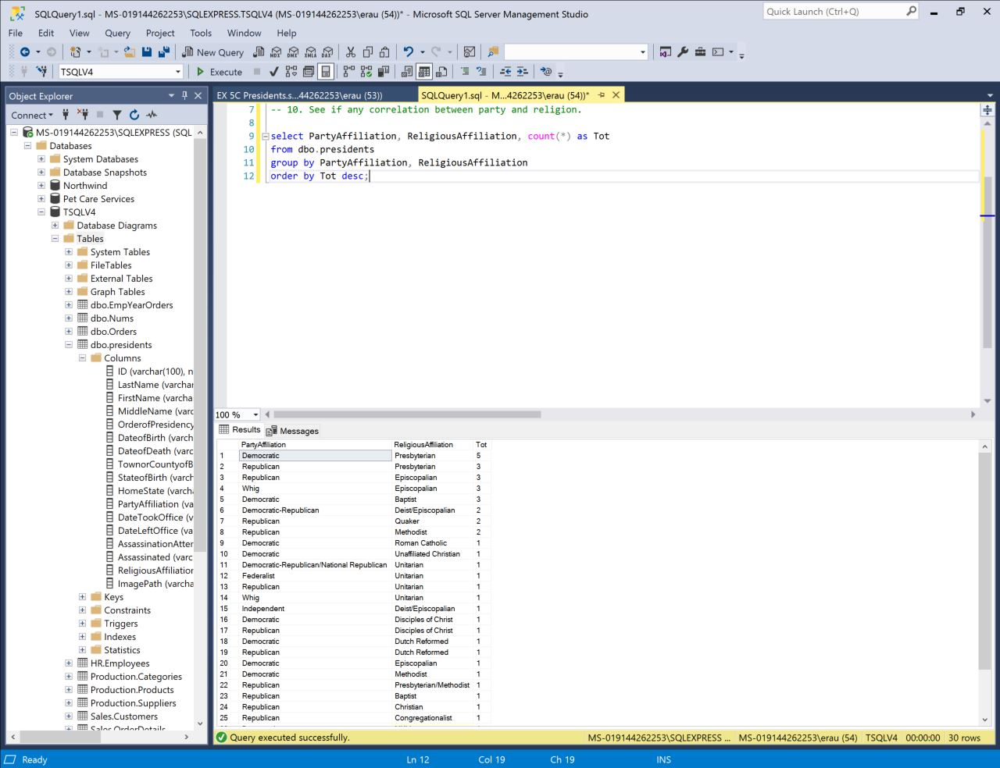 SQLQuery1.sql - MS-019144262253\SQLEXPRESS.TSQLV4 (MS-019144262253\erau (54))* - Microsoft SQL Server Management Studio
Quick Launch (Ctrl+Q)
File Edit View Query Project Tools Window Help
New Query
MDX DMX XMLA DAX
TSQLV4
Execute
Object Explorer
Connect
MS-019144262253\SQLEXPRESS (SQL
Databases
System Databases
Database Snapshots
Northwind
Pet Care Services
TSQLV4
Database Diagrams
Tables
System Tables
FileTables
External Tables
Graph Tables
dbo.EmpYearOrders
dbo.Nums
dbo.Orders
dbo.presidents
Columns
ID (varchar(100), n
LastName (varchar
FirstName (varcha
MiddleName (varc
OrderofPresidency
DateofBirth (varch
DateofDeath (varc
TownorCountyofB
StateofBirth (varch
HomeState (varcha
PartyAffiliation (va
DateTookOffice (v
DateLeftOffice (va
AssassinationAtter
Assassinated (varc
ReligiousAffiliation
ImagePath (varcha
Keys
Constraints
Triggers
Indexes
Statistics
HR.Employees
Production.Categories
Production.Products
Production.Suppliers
Sales.Customers
Sales.OrderDetails
EX 5C Presidents.s...44262253\erau (53))
SQLQuery1.sql - M...4262253\erau (54))*
7 -- 10. See if any correlation between party and religion.
8
9 select PartyAffiliation, ReligiousAffiliation, count(*) as Tot
10 from dbo.presidents
11 group by PartyAffiliation, ReligiousAffiliation
12 order by Tot desc;
100 %
Results Messages
PartyAffiliation ReligiousAffiliation Tot
1 Democratic Presbyterian 5
2 Republican Presbyterian 3
3 Republican Episcopalian 3
4 Whig Episcopalian 3
5 Democratic Baptist 3
6 Democratic-Republican Deist/Episcopalian 2
7 Republican Quaker 2
8 Republican Methodist 2
9 Democratic Roman Catholic 1
10 Democratic Unaffiliated Christian 1
11 Democratic-Republican/National Republican Unitarian 1
12 Federalist Unitarian 1
13 Republican Unitarian 1
14 Whig Unitarian 1
15 Independent Deist/Episcopalian 1
16 Democratic Disciples of Christ 1
17 Republican Disciples of Christ 1
18 Democratic Dutch Reformed 1
19 Republican Dutch Reformed 1
20 Democratic Episcopalian 1
21 Democratic Methodist 1
22 Republican Presbyterian/Methodist 1
23 Republican Baptist 1
24 Republican Christian 1
25 Republican Congregationalist 1
Query executed successfully.
MS-019144262253\SQLEXPRESS ... MS-019144262253\erau (54) TSQLV4 00:00:00 30 rows
Ready Ln 12 Col 19 Ch 19 INS